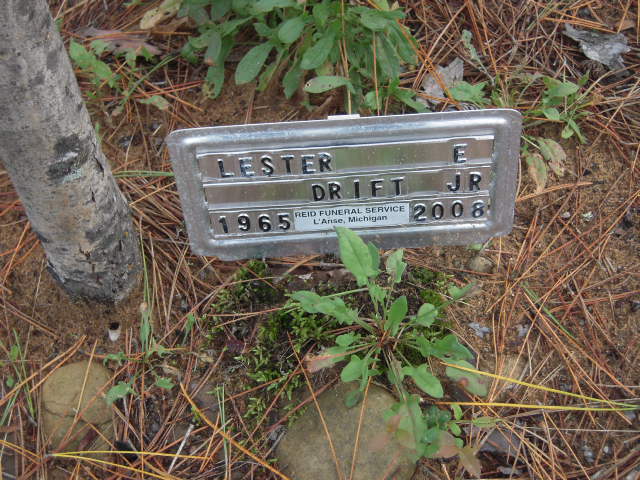 LESTER E
DRIFT JR
1965 REID FUNERAL SERVICE 2008
L'Anse, Michigan